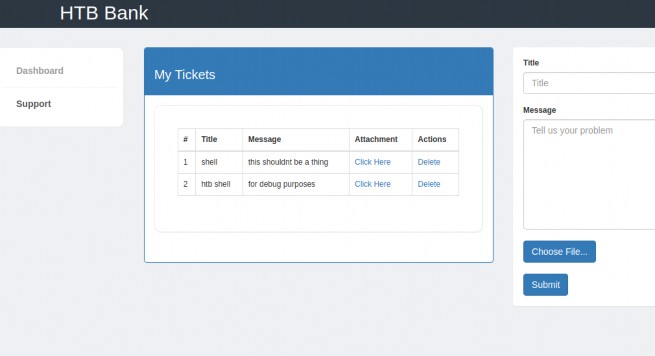 HTB Bank
Dashboard
Support
My Tickets
# Title Message Attachment Actions
1 shell this shouldnt be a thing Click Here Delete
2 htb shell for debug purposes Click Here Delete
Title
Title
Message
Tell us your problem
Choose File...
Submit